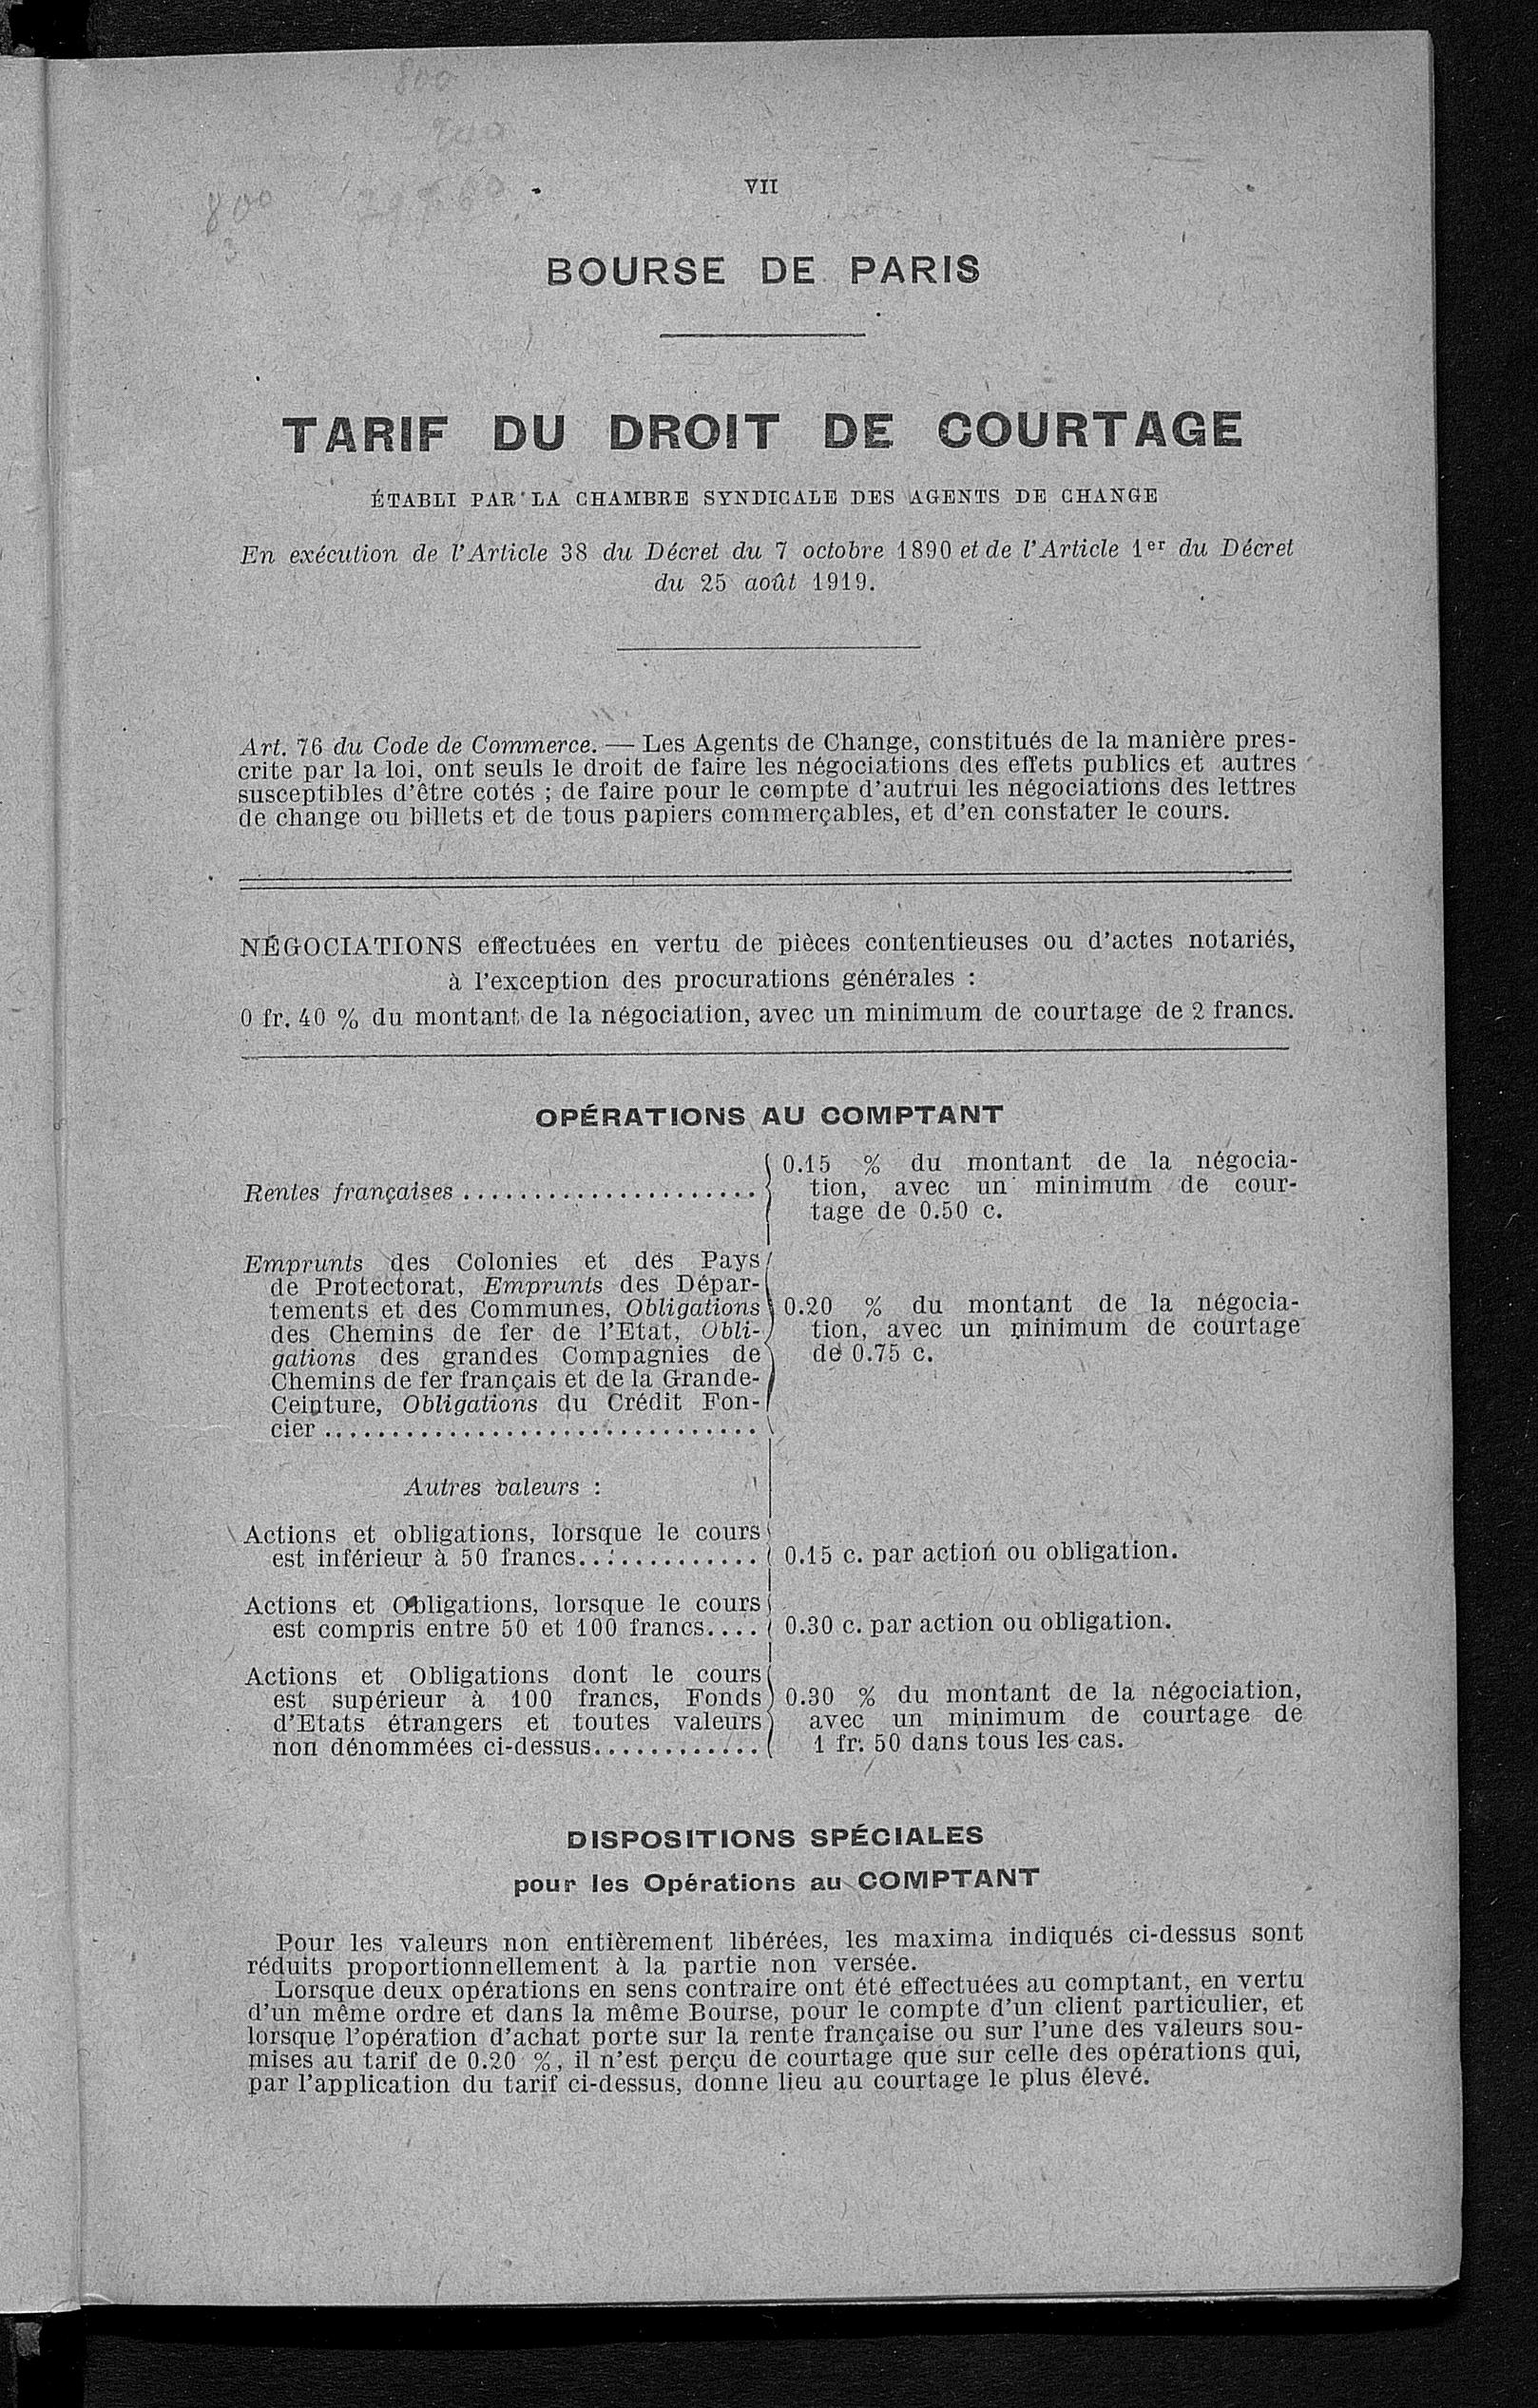 800
800
VII
BOURSE DE PARIS
TARIF DU DROIT DE COURTAGE
ÉTABLI PAR LA CHAMBRE SYNDICALE DES AGENTS DE CHANGE
En exécution de l'Article 38 du Décret du 7 octobre 1890 et de l'Article 1er du Décret
du 25 août 1919.
Art. 76 du Code de Commerce. — Les Agents de Change, constitués de la manière pres-
crite par la loi, ont seuls le droit de faire les négociations des effets publics et autres
susceptibles d'être cotés ; de faire pour le compte d'autrui les négociations des lettres
de change ou billets et de tous papiers commerçables, et d'en constater le cours.
NÉGOCIATIONS effectuées en vertu de pièces contentieuses ou d'actes notariés,
à l'exception des procurations générales :
0 fr. 40 % du montant de la négociation, avec un minimum de courtage de 2 francs.
OPÉRATIONS AU COMPTANT
Rentes françaises .....................
0.15 % du montant de la négocia-
tion, avec un minimum de cour-
tage de 0.50 c.
Emprunts des Colonies et des Pays
de Protectorat, Emprunts des Dépar-
tements et des Communes, Obligations
des Chemins de fer de l'Etat, Obli-
gations des grandes Compagnies de
Chemins de fer français et de la Grande-
Ceinture, Obligations du Crédit Fon-
cier ...............................
0.20 % du montant de la négocia-
tion, avec un minimum de courtage
de 0.75 c.
Autres valeurs :
Actions et obligations, lorsque le cours
est inférieur à 50 francs.............
0.15 c. par action ou obligation.
Actions et Obligations, lorsque le cours
est compris entre 50 et 100 francs....
0.30 c. par action ou obligation.
Actions et Obligations dont le cours
est supérieur à 100 francs, Fonds
d'Etats étrangers et toutes valeurs
non dénommées ci-dessus............
0.30 % du montant de la négociation,
avec un minimum de courtage de
1 fr. 50 dans tous les cas.
DISPOSITIONS SPÉCIALES
pour les Opérations au COMPTANT
Pour les valeurs non entièrement libérées, les maxima indiqués ci-dessus sont
réduits proportionnellement à la partie non versée.
Lorsque deux opérations en sens contraire ont été effectuées au comptant, en vertu
d'un même ordre et dans la même Bourse, pour le compte d'un client particulier, et
lorsque l'opération d'achat porte sur la rente française ou sur l'une des valeurs sou-
mises au tarif de 0.20 %, il n'est perçu de courtage que sur celle des opérations qui,
par l'application du tarif ci-dessus, donne lieu au courtage le plus élevé.